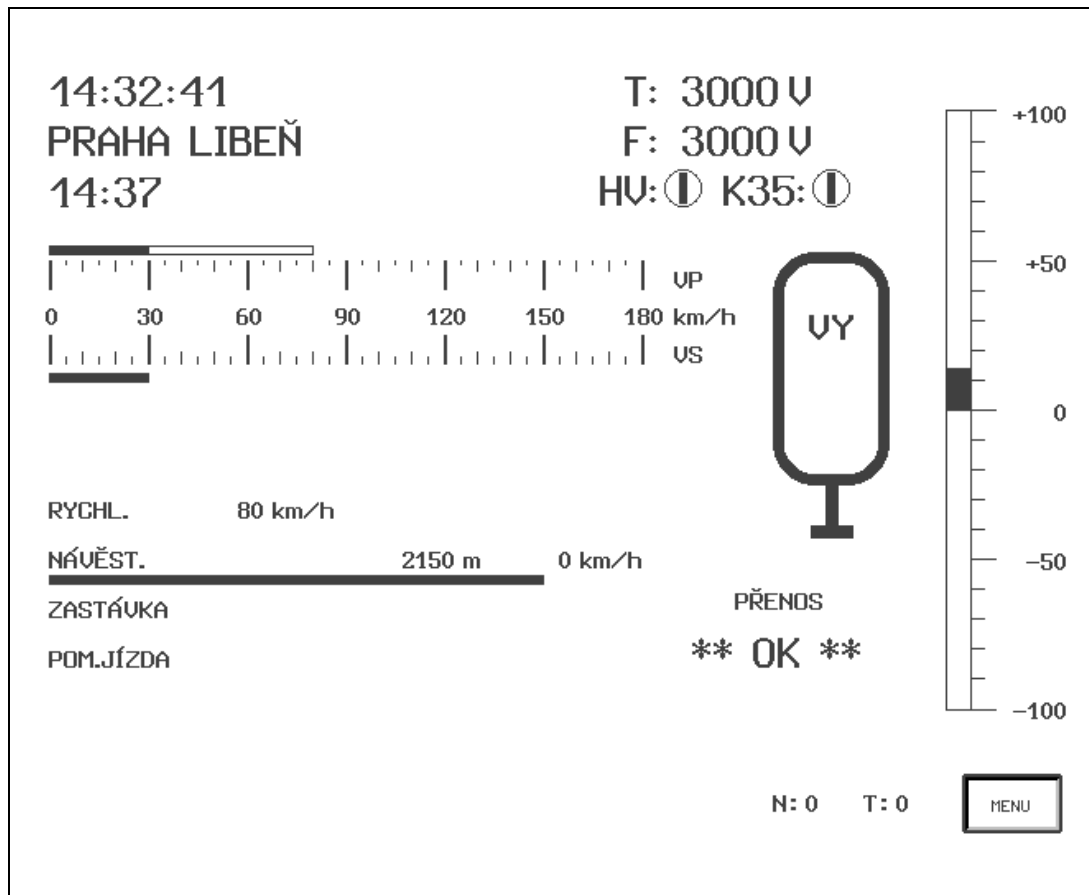 14:32:41
PRAHA LIBEŇ
14:37
T: 3000 V
F: 3000 V
HV: K35:
VP
0 30 60 90 120 150 180 km/h
VS
VY
+100
+50
0
-50
-100
RYCHL. 80 km/h
NÁVĚST. 2150 m 0 km/h
ZASTÁVKA
POM.JÍZDA
PŘENOS
** OK **
N: 0 T: 0
MENU